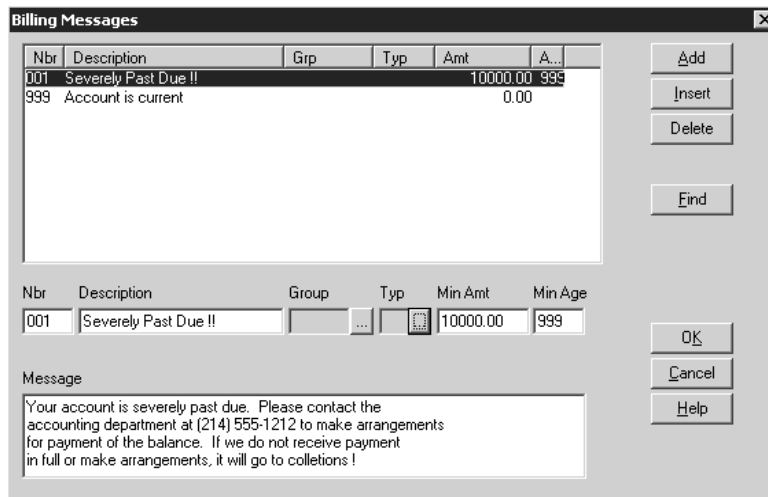 Billing Messages
Nbr Description Grp Typ Amt A...
001 Severely Past Due !! 10000.00 999
999 Account is current 0.00
Add
Insert
Delete
Find
Nbr Description Group Typ Min Amt Min Age
001 Severely Past Due !! ... ... 10000.00 999
OK
Cancel
Help
Message
Your account is severely past due. Please contact the
accounting department at (214) 555-1212 to make arrangements
for payment of the balance. If we do not receive payment
in full or make arrangements, it will go to colletions !